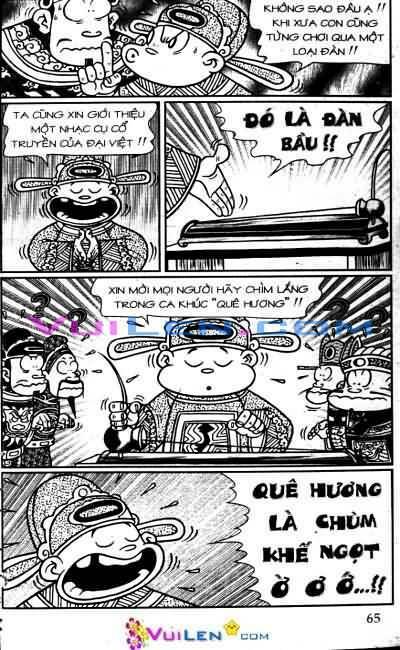 KHÔNG SAO ĐÂU Ạ!!
KHI XƯA CON CŨNG
TỪNG CHƠI QUA MỘT
LOẠI ĐÀN!!
TA CŨNG XIN GIỚI THIỆU
MỘT NHẠC CỤ CỔ
TRUYỀN CỦA ĐẠI VIỆT!!
ĐÓ LÀ ĐÀN
BẦU!!
XIN MỜI MỌI NGƯỜI HÃY CHÌM LẮNG
TRONG CA KHÚC "QUÊ HƯƠNG"!!
? ? ? ?
VUILEN.COM
QUÊ HƯƠNG
LÀ CHÙM
KHẾ NGỌT
Ờ Ơ Ô...!!
65
VUILEN.COM